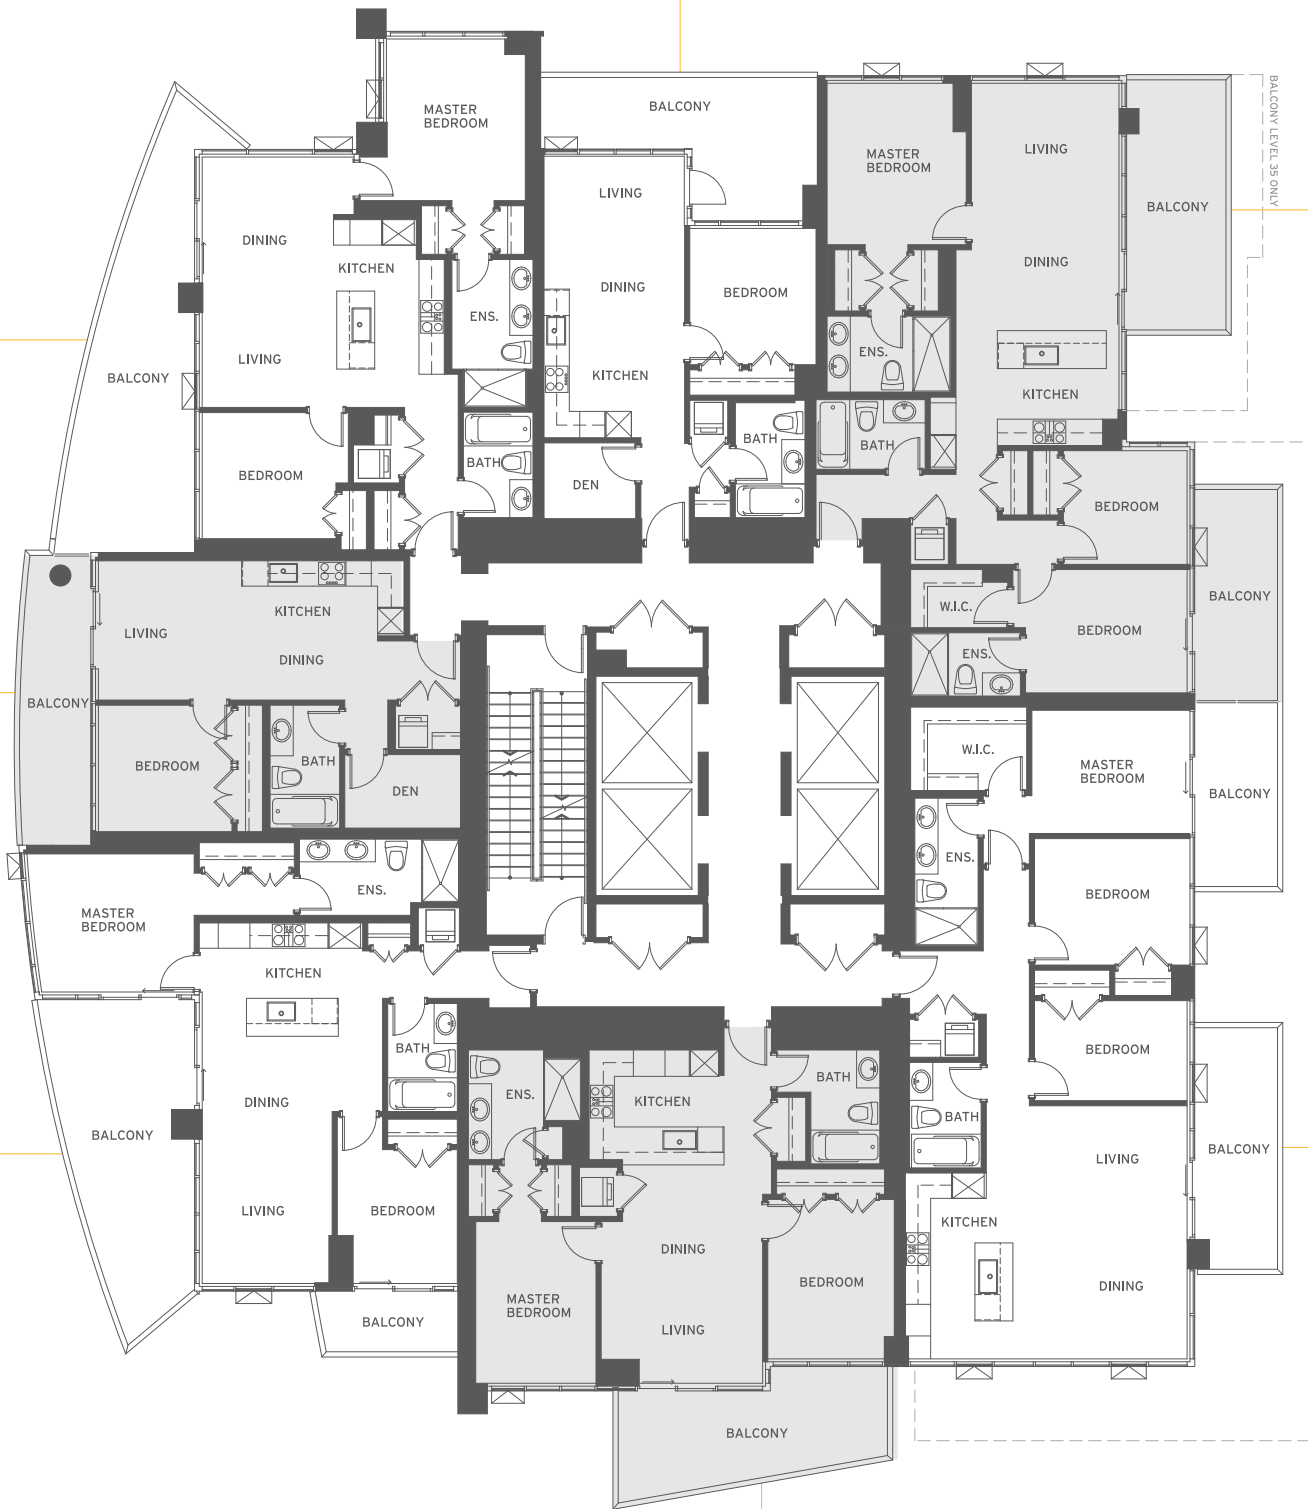 MASTER
BEDROOM
BALCONY
MASTER
BEDROOM
LIVING
BALCONY
BALCONY LEVEL 35 ONLY
DINING
KITCHEN
ENS.
LIVING
BALCONY
BEDROOM
BATH
LIVING
DINING
BEDROOM
KITCHEN
BATH
DEN
DINING
ENS.
KITCHEN
BATH
BEDROOM
W.I.C.
BEDROOM
ENS.
BALCONY
KITCHEN
LIVING
DINING
BALCONY
BEDROOM
BATH
DEN
W.I.C.
MASTER
BEDROOM
BALCONY
ENS.
BEDROOM
BEDROOM
BATH
LIVING
BALCONY
KITCHEN
DINING
ENS.
MASTER
BEDROOM
KITCHEN
BATH
DINING
BALCONY
LIVING
BEDROOM
BALCONY
BATH
ENS.
KITCHEN
DINING
MASTER
BEDROOM
BEDROOM
LIVING
BALCONY